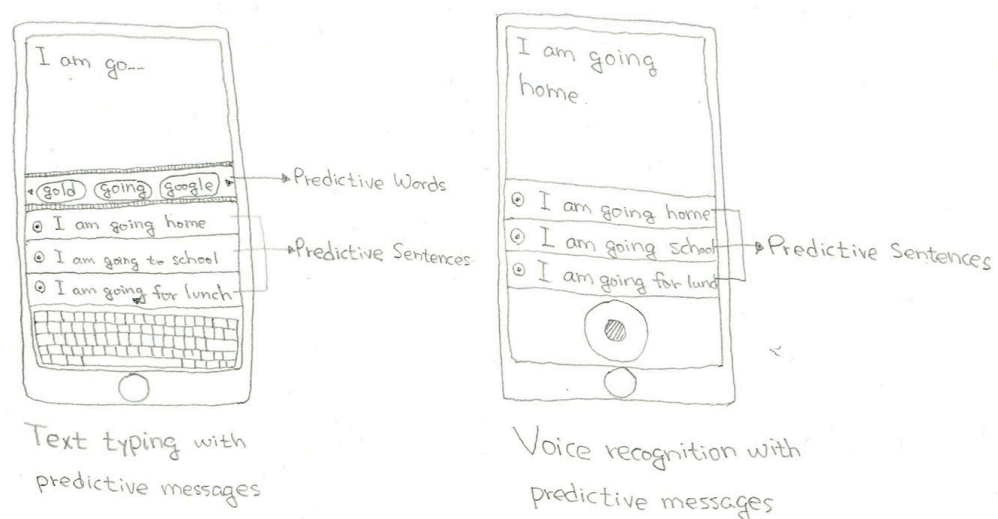 I am go...
gold going google
Predictive Words
I am going home
I am going to school
I am going for lunch
Predictive Sentences
Text typing with
predictive messages
I am going
home.
I am going home
I am going school
I am going for lund
Predictive Sentences
Voice recognition with
predictive messages